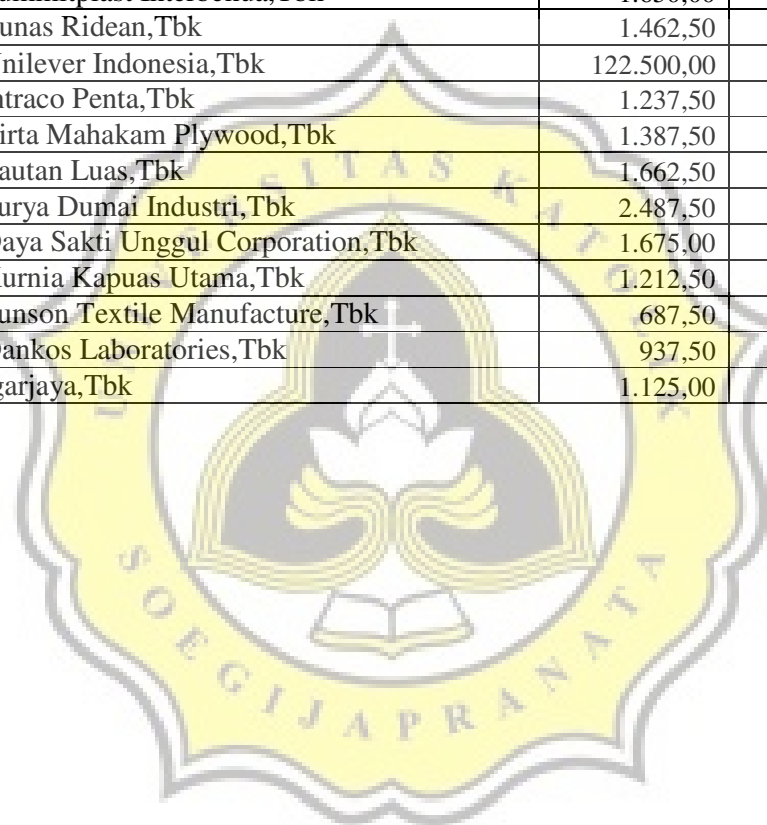 unas Ridean,Tbk 1.462,50
nilever Indonesia,Tbk 122.500,00
ntraco Penta,Tbk 1.237,50
irta Mahakam Plywood,Tbk 1.387,50
autan Luas,Tbk 1.662,50
urya Dumai Industri,Tbk 2.487,50
aya Sakti Unggul Corporation,Tbk 1.675,00
urnia Kapuas Utama,Tbk 1.212,50
unson Textile Manufacture,Tbk 687,50
ankos Laboratories,Tbk 937,50
garjaya,Tbk 1.125,00
UNIVERSITAS KATOLIK
SOEGIJAPRANATA